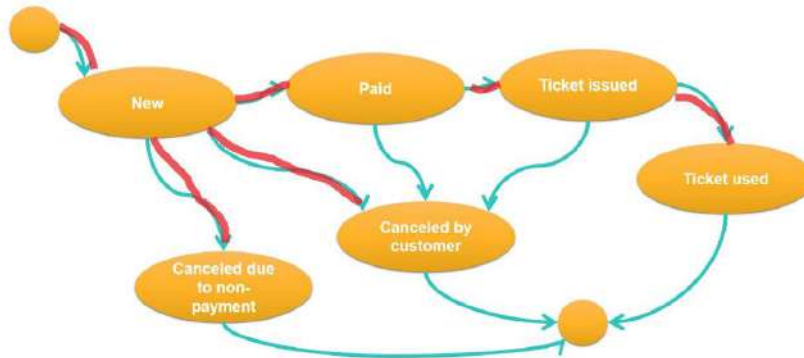 New
Paid
Ticket issued
Ticket used
Canceled by
customer
Canceled due
to non-
payment